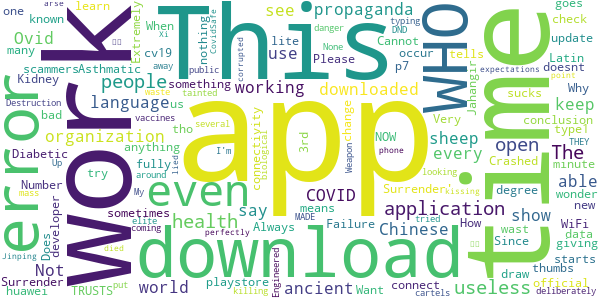 app
This
Work
time
download
error
even
WHO
COVID
application
useless
language
organization
health
people
propaganda
working
downloaded
ancient
Chinese
sheep
every
open
show
able
The
keep
world
Not
say
use
see
Ovid
known
many
one
learn
scammers
Asthmatic
Kidney
Extremely
When
cv19
nothing
lite
something
Please
Cannot
occur
typing
DND
Xi
CovidSafe
None
danger
corrupted
goes
check
update
tells
p7
away
Latin
doesnt
Why
Jahangir
sucks
us
bad
tho
waste
vaccines
tainted
public
biological
connectivity
3rd
change
Weapon
NOW
Very
expectations
point
Crashed
type1
conclusion
minute
wonder
degree
new
anything
fully
Diabetic
Up
try
Destruction
Number
sometimes
Does
developer
My
around
lied
several
I'm
THEY
phone
Surrender
means
MADE
Failure
tried
How
missing
looking
WiFi
data
Since
wast
giving
mass
Always
elite
coming
perfectly
Want
connect
draw
starts
thumbs
official
deliberately
Jinping
Surrender
huawei
TRUSTS
put
died
playstore
killing
Engineered
cartels
arse